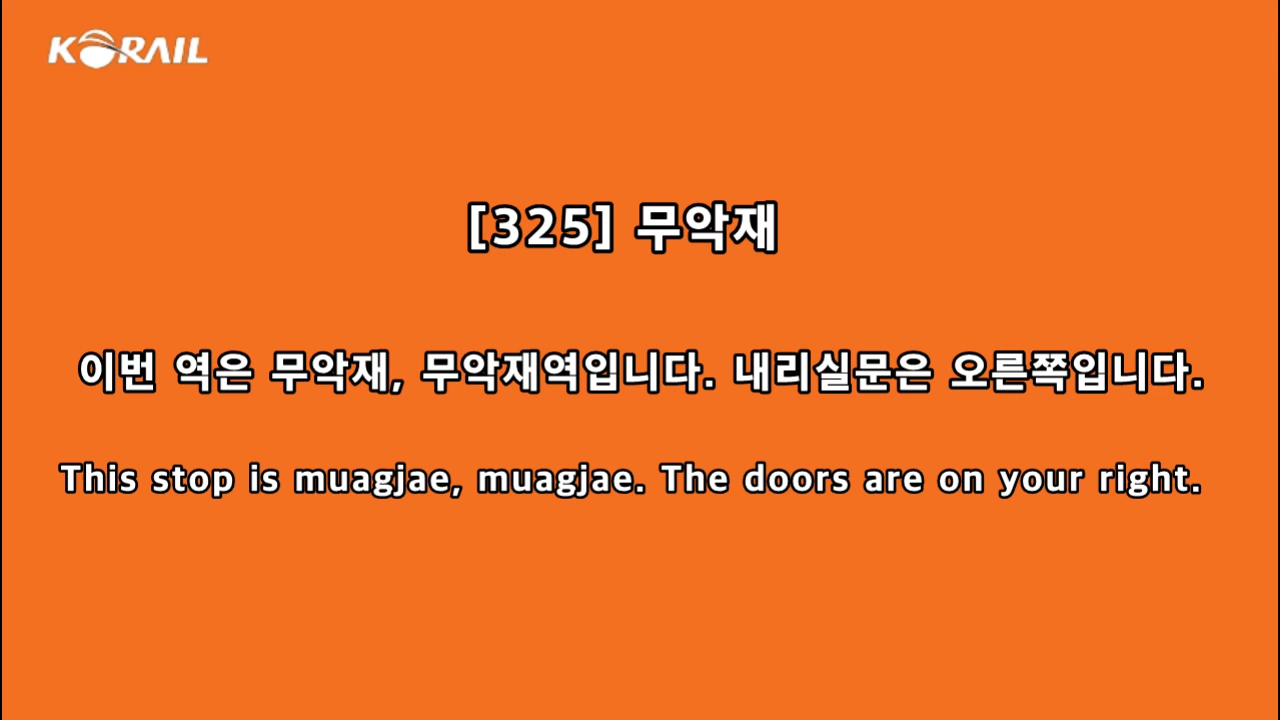 KORAIL
[325] 무악재
이번 역은 무악재, 무악재역입니다. 내리실문은 오른쪽입니다.
This stop is muagjae, muagjae. The doors are on your right.